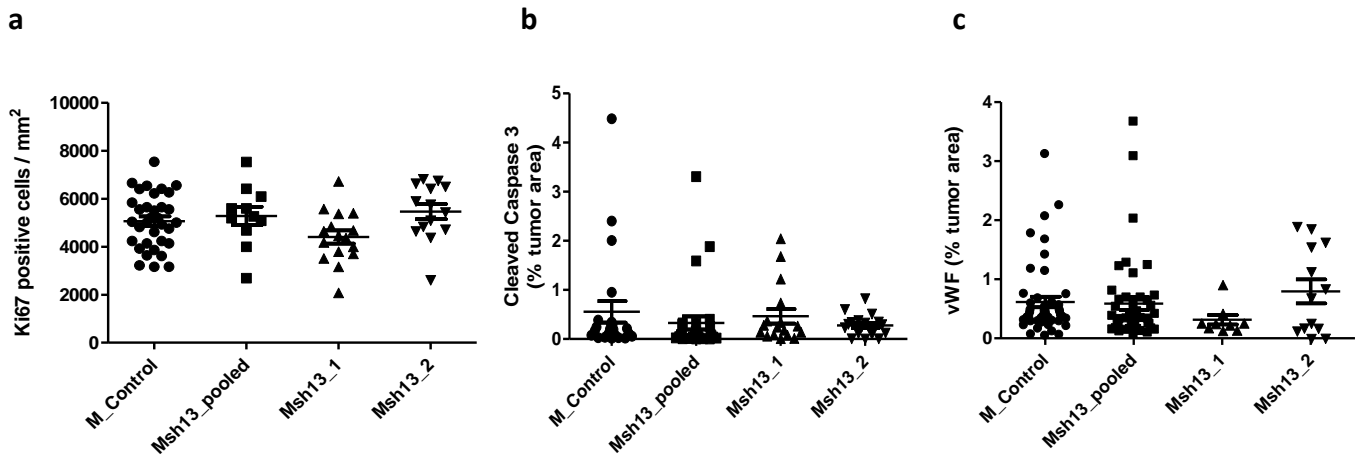 a
b
c
Ki67 positive cells / mm²
10000
8000
6000
4000
2000
0
M_Control
Msh13_pooled
Msh13_1
Msh13_2
Cleaved Caspase 3
(% tumor area)
5
4
3
2
1
0
M_Control
Msh13_pooled
Msh13_1
Msh13_2
vWF (% tumor area)
4
3
2
1
0
M_Control
Msh13_pooled
Msh13_1
Msh13_2